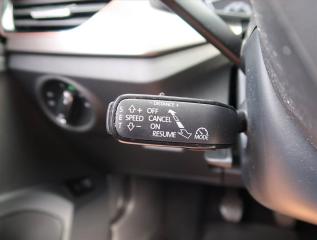 DISTANCE
S + OFF
E SPEED CANCEL
T - ON
RESUME MODE